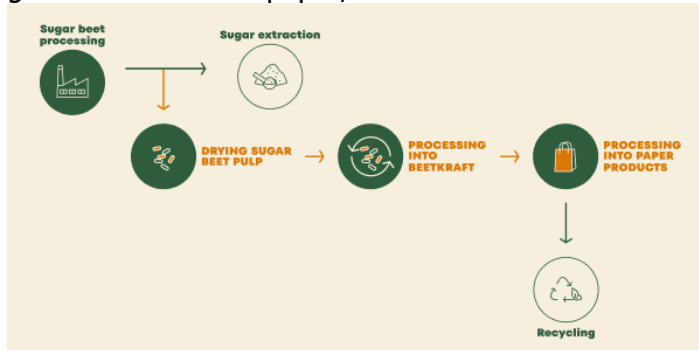 Sugar beet
processing
Sugar extraction
DRYING SUGAR
BEET PULP
PROCESSING
INTO
BEETKRAFT
PROCESSING
INTO PAPER
PRODUCTS
Recycling